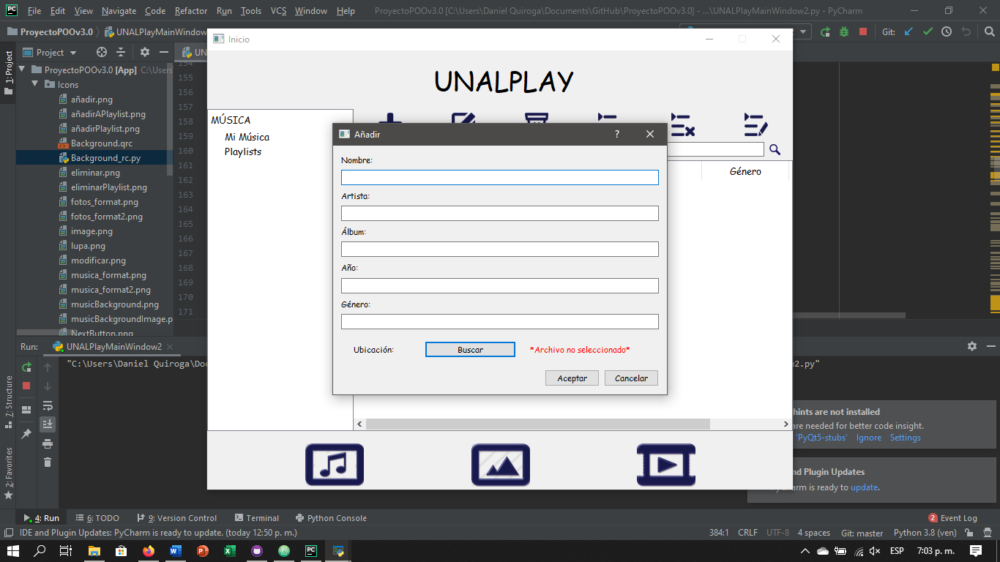 File Edit View Navigate Code Refactor Run Tools VCS Window Help ProyectoPOOv3.0 [C:\Users\Daniel Quiroga\Documents\GitHub\ProyectoPOOv3.0] - ...\UNALPlayMainWindow2.py - PyCharm
ProyectoPOOv3.0 UNALPlayMainWindow
Git:
Project
UN
1: Project
ProyectoPOOv3.0 [App] C:\Users
Icons
añadir.png
añadirAPlaylist.png
añadirPlaylist.png
Background.qrc
Background_rc.py
eliminar.png
eliminarPlaylist.png
fotos_format.png
fotos_format2.png
image.png
lupa.png
modificar.png
musica_format.png
musica_format2.png
musicBackground.png
musicBackgroundImage.p
NextButton.png
154
155
156
157
158
159
160
161
162
163
164
165
166
167
168
169
170
171
Inicio
UNALPLAY
MÚSICA
Mi Música
Playlists
Género
Añadir
?
Nombre:
Artista:
Álbum:
Año:
Género:
Ubicación: Buscar *Archivo no seleccionado*
Aceptar Cancelar
Run: UNALPlayMainWindow2
"C:\Users\Daniel Quiroga\Do
2.py"
7: Structure
2: Favorites
hints are not installed
are needed for better code insight.
'PyQt5-stubs' Ignore Settings
nd Plugin Updates
PyCharm is ready to update.
4: Run 6: TODO 9: Version Control Terminal Python Console 2 Event Log
IDE and Plugin Updates: PyCharm is ready to update. (today 12:50 p. m.) 384:1 CRLF UTF-8 4 spaces Git: master Python 3.8 (ven)
ESP 7:03 p. m.